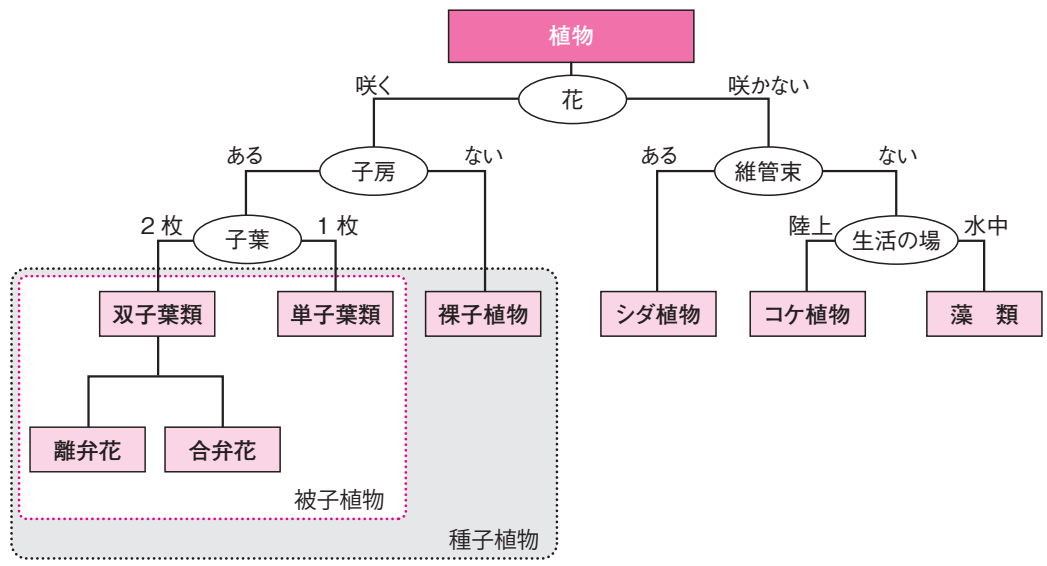 植物
花
咲く
咲かない
子房
ある
ない
維管束
ある
ない
子葉
2 枚
1 枚
生活の場
陸上
水中
双子葉類
単子葉類
裸子植物
シダ植物
コケ植物
藻　類
離弁花
合弁花
被子植物
種子植物